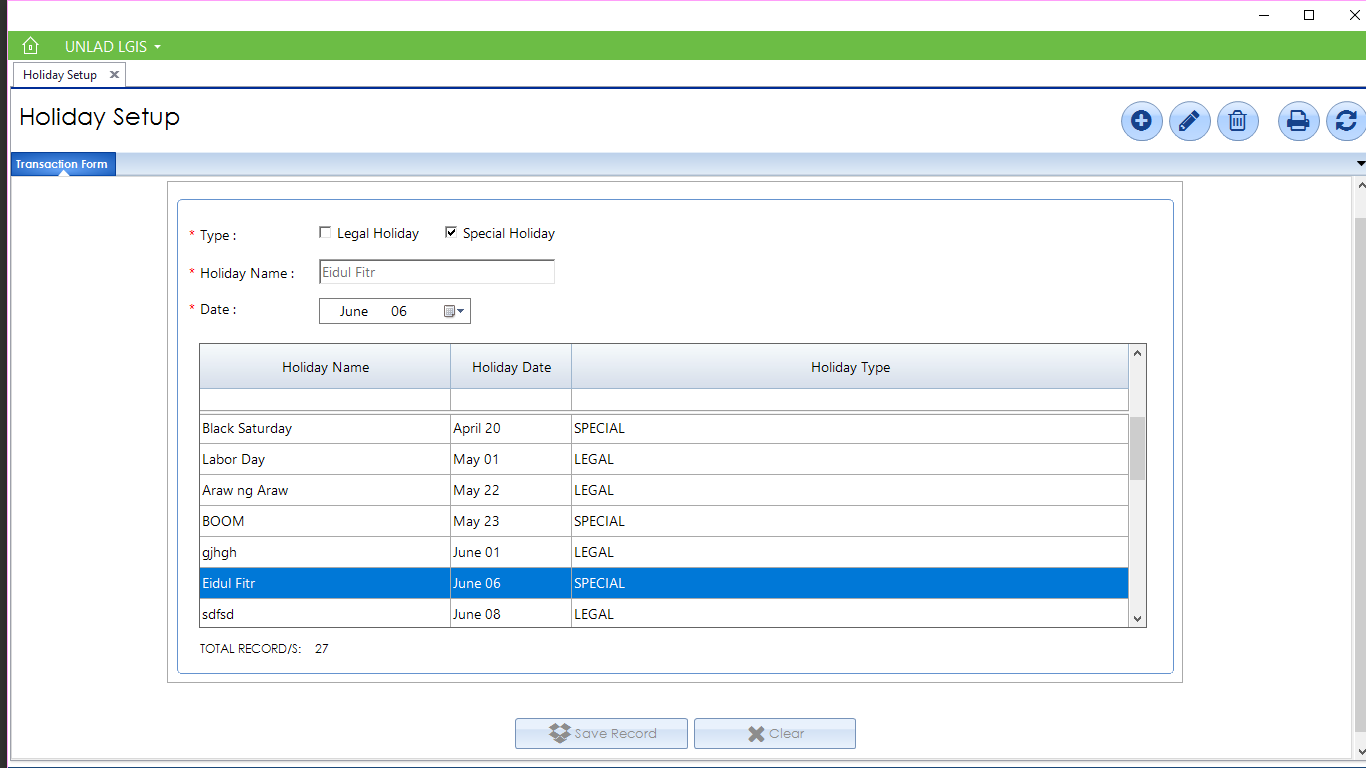 UNLAD LGIS
Holiday Setup
Holiday Setup
Transaction Form
* Type : Legal Holiday Special Holiday
* Holiday Name : Eidul Fitr
* Date : June 06
Holiday Name Holiday Date Holiday Type
Black Saturday April 20 SPECIAL
Labor Day May 01 LEGAL
Araw ng Araw May 22 LEGAL
BOOM May 23 SPECIAL
gjhgh June 01 LEGAL
Eidul Fitr June 06 SPECIAL
sdfsd June 08 LEGAL
TOTAL RECORD/S: 27
Save Record Clear